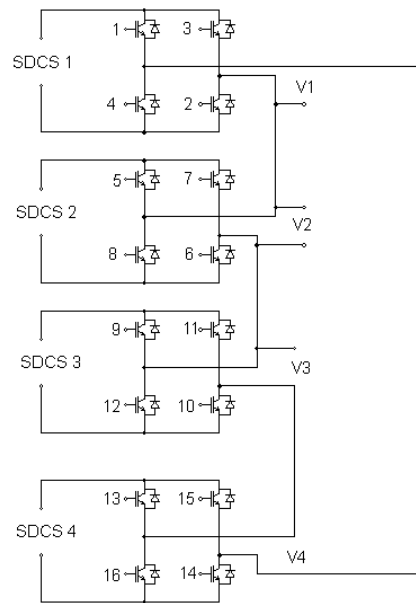 1 3
SDCS 1
V1
4 2
5 7
SDCS 2
V2
8 6
9 11
SDCS 3
V3
12 10
13 15
SDCS 4
V4
16 14